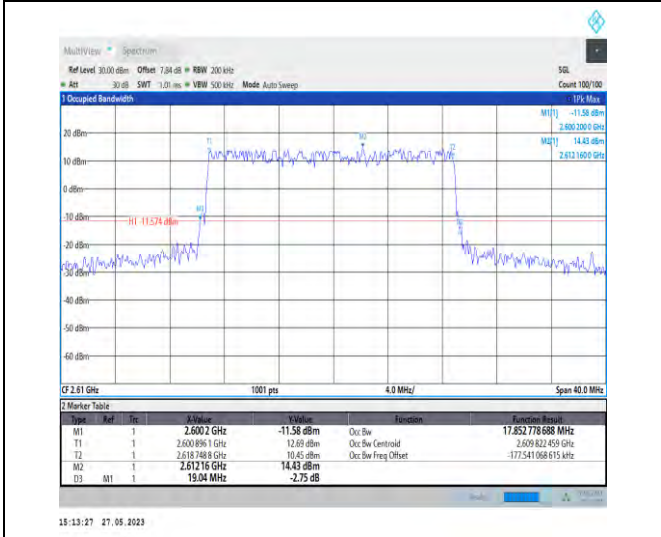 MultiView Spectrum
Ref Level 30.00 dBm Offset 7.84 dB RBW 200 kHz SGL
Att 30 dB SWT 1.01 ms VBW 500 kHz Mode Auto Sweep Count 100/100
1 Occupied Bandwidth 1Pk Max
M1[1] -11.58 dBm
2.600 200 0 GHz
M2[1] 14.43 dBm
2.612 160 0 GHz
T1
M2
T2
20 dBm
10 dBm
0 dBm
M1
-10 dBm
H1 -11.574 dBm
-20 dBm
-30 dBm
-40 dBm
-50 dBm
-60 dBm
CF 2.61 GHz 1001 pts 4.0 MHz/ Span 40.0 MHz
2 Marker Table
Type Ref Trc X-Value Y-Value Function Function Result
M1 1 2.6002 GHz -11.58 dBm Occ Bw 17.852 778 688 MHz
T1 1 2.600 896 1 GHz 12.69 dBm Occ Bw Centroid 2.609 822 459 GHz
T2 1 2.618 748 8 GHz 10.45 dBm Occ Bw Freq Offset -177.541 068 615 kHz
M2 1 2.612 16 GHz 14.43 dBm
D3 M1 1 19.04 MHz -2.75 dB
15:13:27 27.05.2023